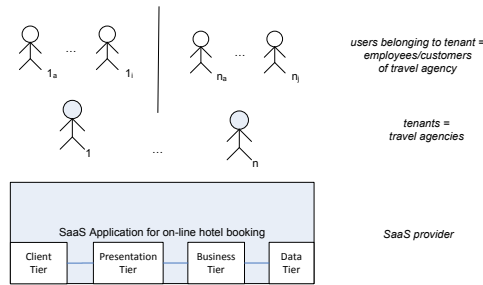 ... ...
1a 1i na nj
users belonging to tenant =
employees/customers
of travel agency
1 ... n
tenants =
travel agencies
SaaS Application for on-line hotel booking
Client
Tier
Presentation
Tier
Business
Tier
Data
Tier
SaaS provider